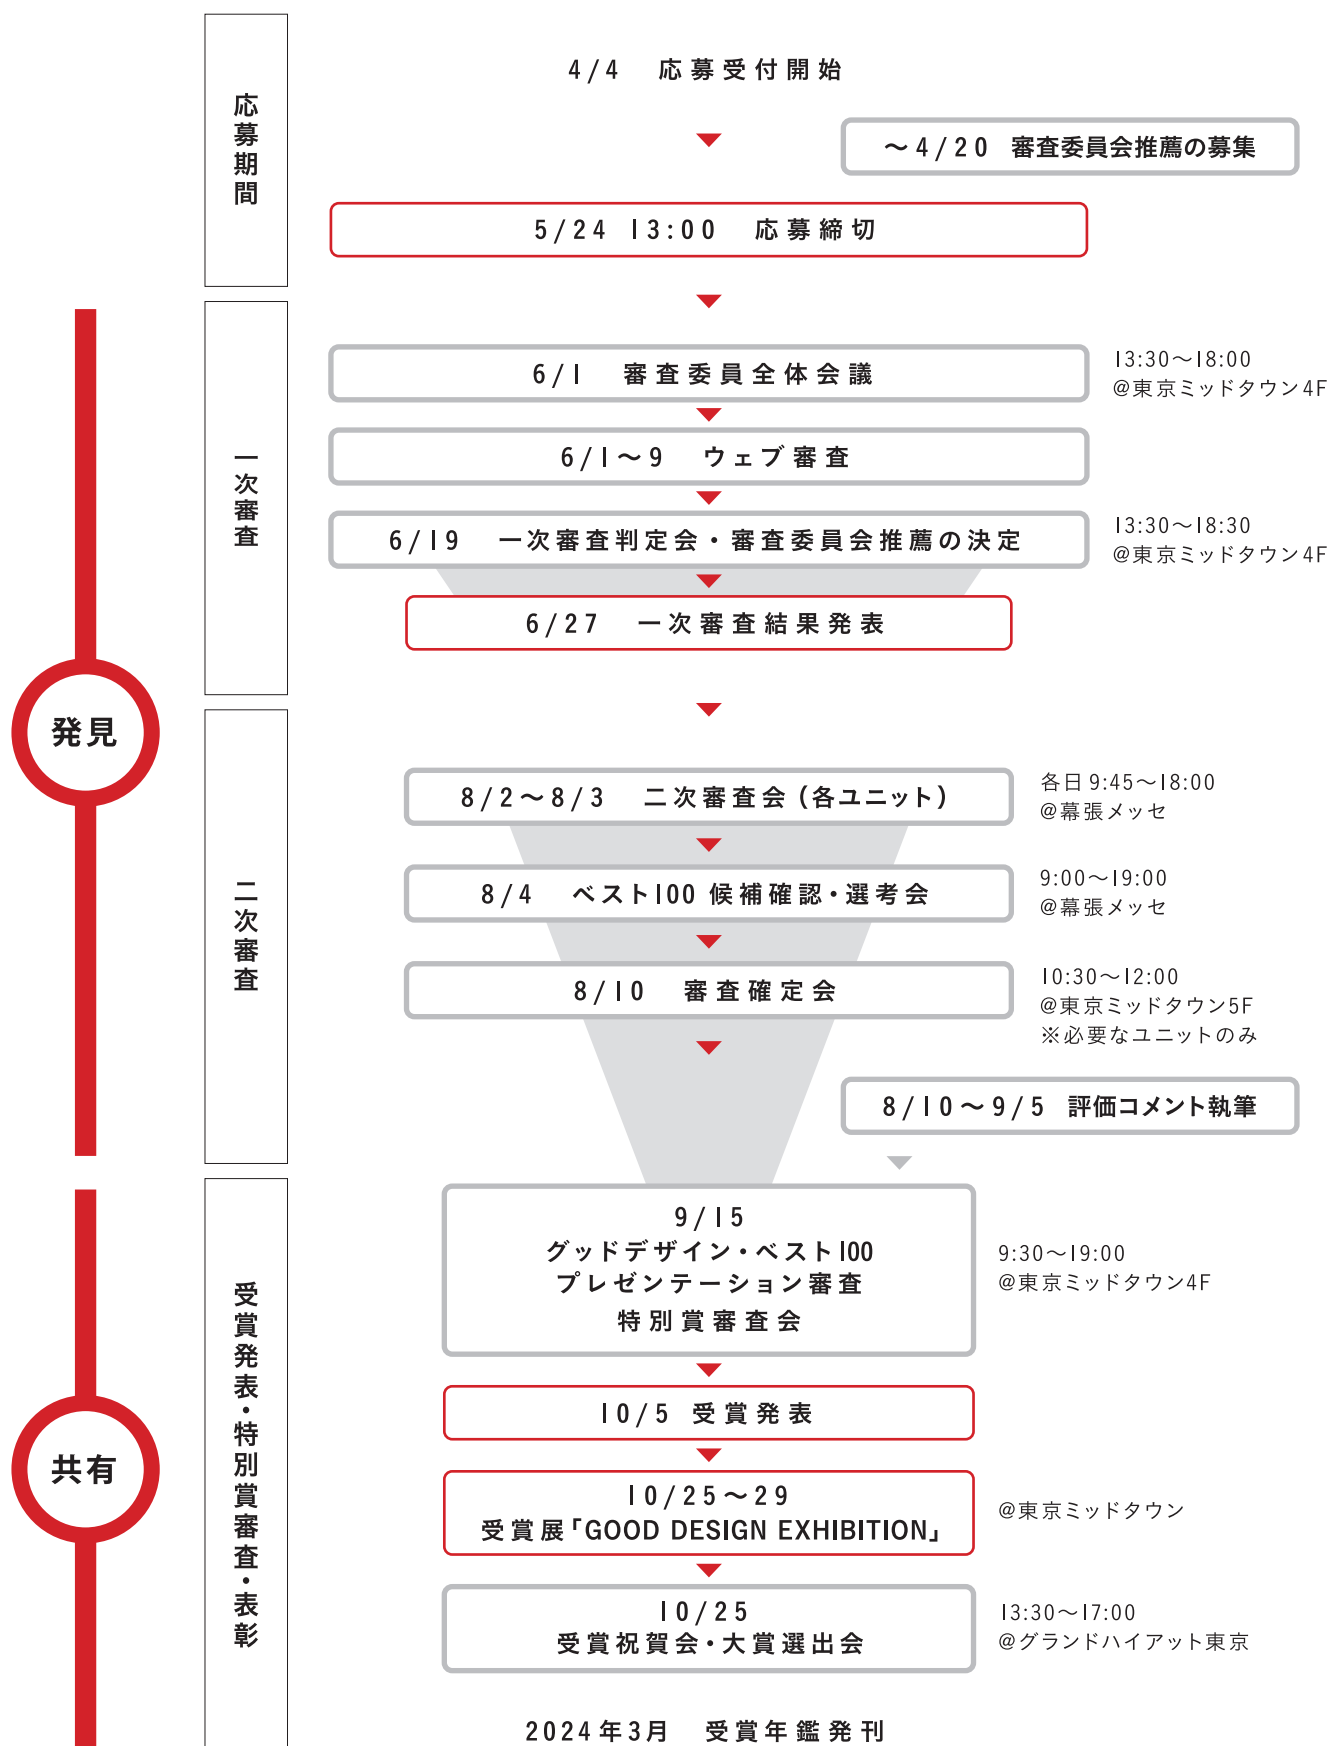 応募期間
4/4 応募受付開始
～4/20 審査委員会推薦の募集
5/24 13:00 応募締切
一次審査
6/1 審査委員全体会議
13:30～18:00
@東京ミッドタウン4F
6/1～9 ウェブ審査
6/19 一次審査判定会・審査委員会推薦の決定
13:30～18:30
@東京ミッドタウン4F
6/27 一次審査結果発表
発見
二次審査
8/2～8/3 二次審査会（各ユニット）
各日 9:45～18:00
@幕張メッセ
8/4 ベスト100 候補確認・選考会
9:00～19:00
@幕張メッセ
8/10 審査確定会
10:30～12:00
@東京ミッドタウン5F
※必要なユニットのみ
8/10～9/5 評価コメント執筆
受賞発表・特別賞審査・表彰
9/15
グッドデザイン・ベスト100
プレゼンテーション審査
特別賞審査会
9:30～19:00
@東京ミッドタウン4F
10/5 受賞発表
共有
10/25～29
受賞展「GOOD DESIGN EXHIBITION」
@東京ミッドタウン
10/25
受賞祝賀会・大賞選出会
13:30～17:00
@グランドハイアット東京
2024年3月 受賞年鑑発刊